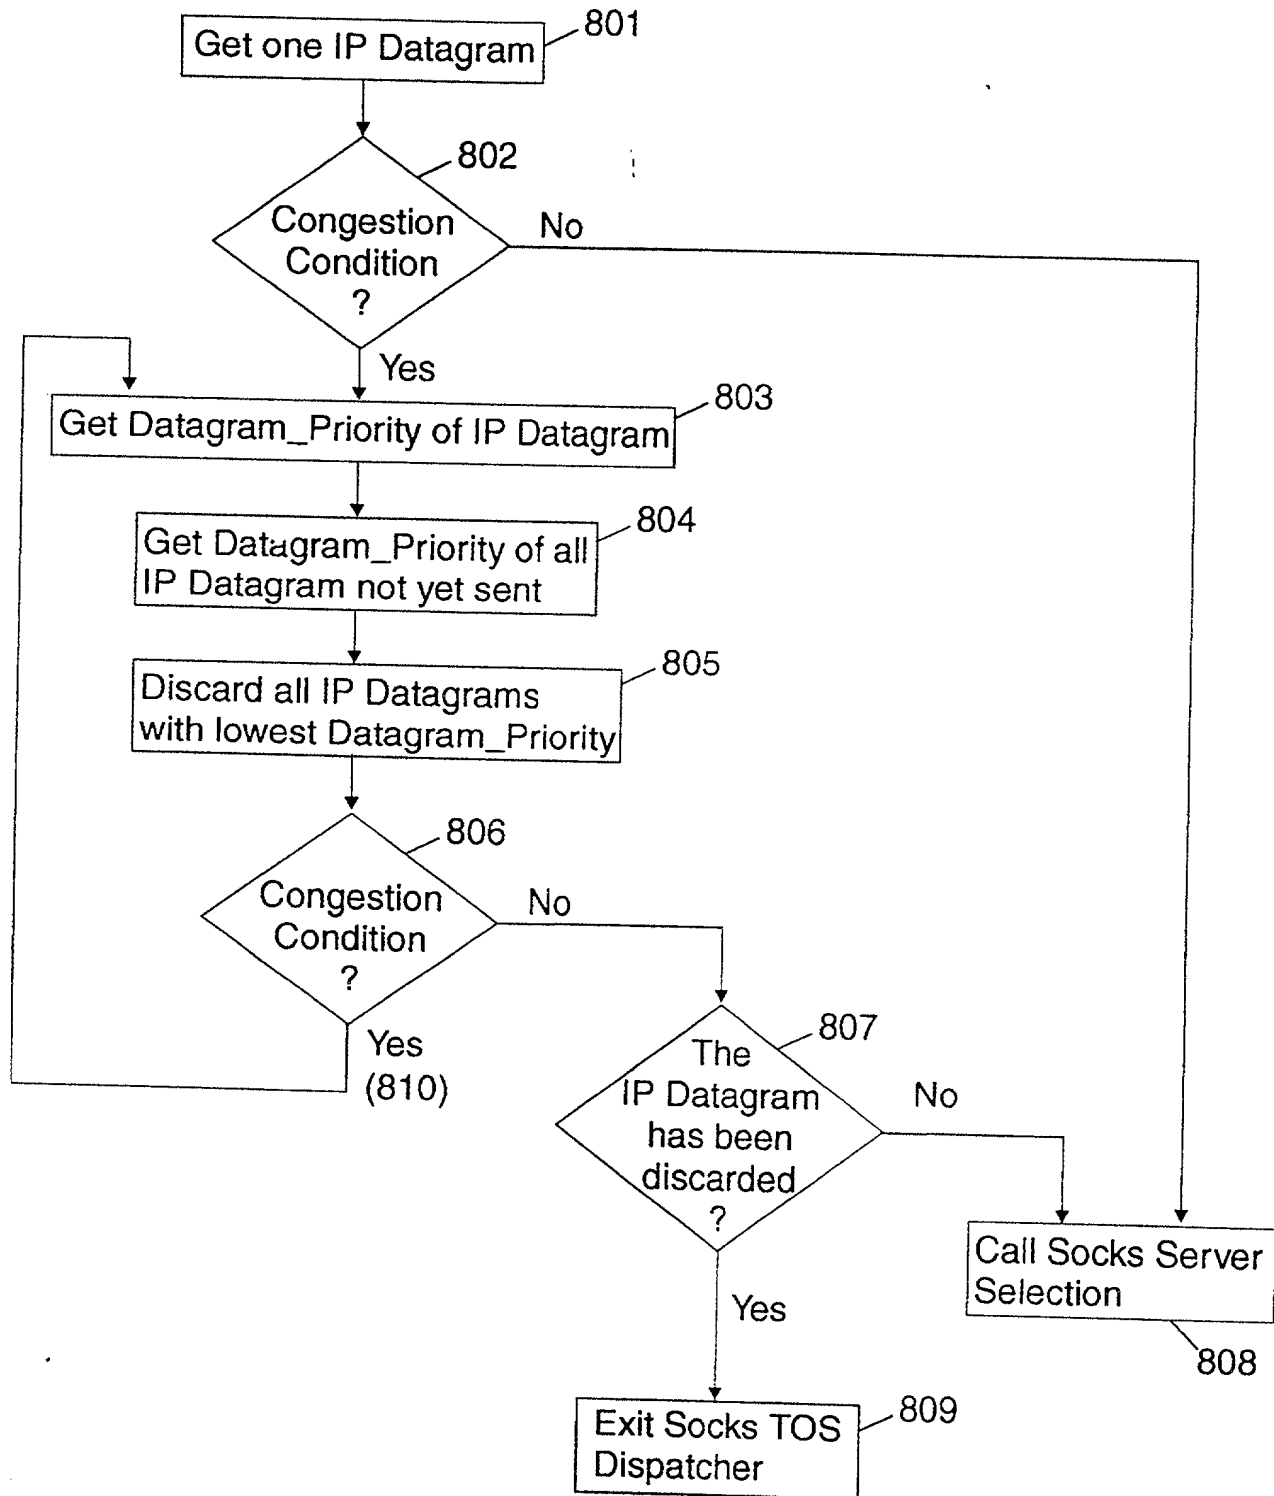 Get one IP Datagram
801
802
Congestion
Condition
?
No
Yes
803
Get Datagram_Priority of IP Datagram
804
Get Datagram_Priority of all
IP Datagram not yet sent
805
Discard all IP Datagrams
with lowest Datagram_Priority
806
Congestion
Condition
?
No
Yes
(810)
807
The
IP Datagram
has been
discarded
?
No
Yes
Call Socks Server
Selection
808
809
Exit Socks TOS
Dispatcher